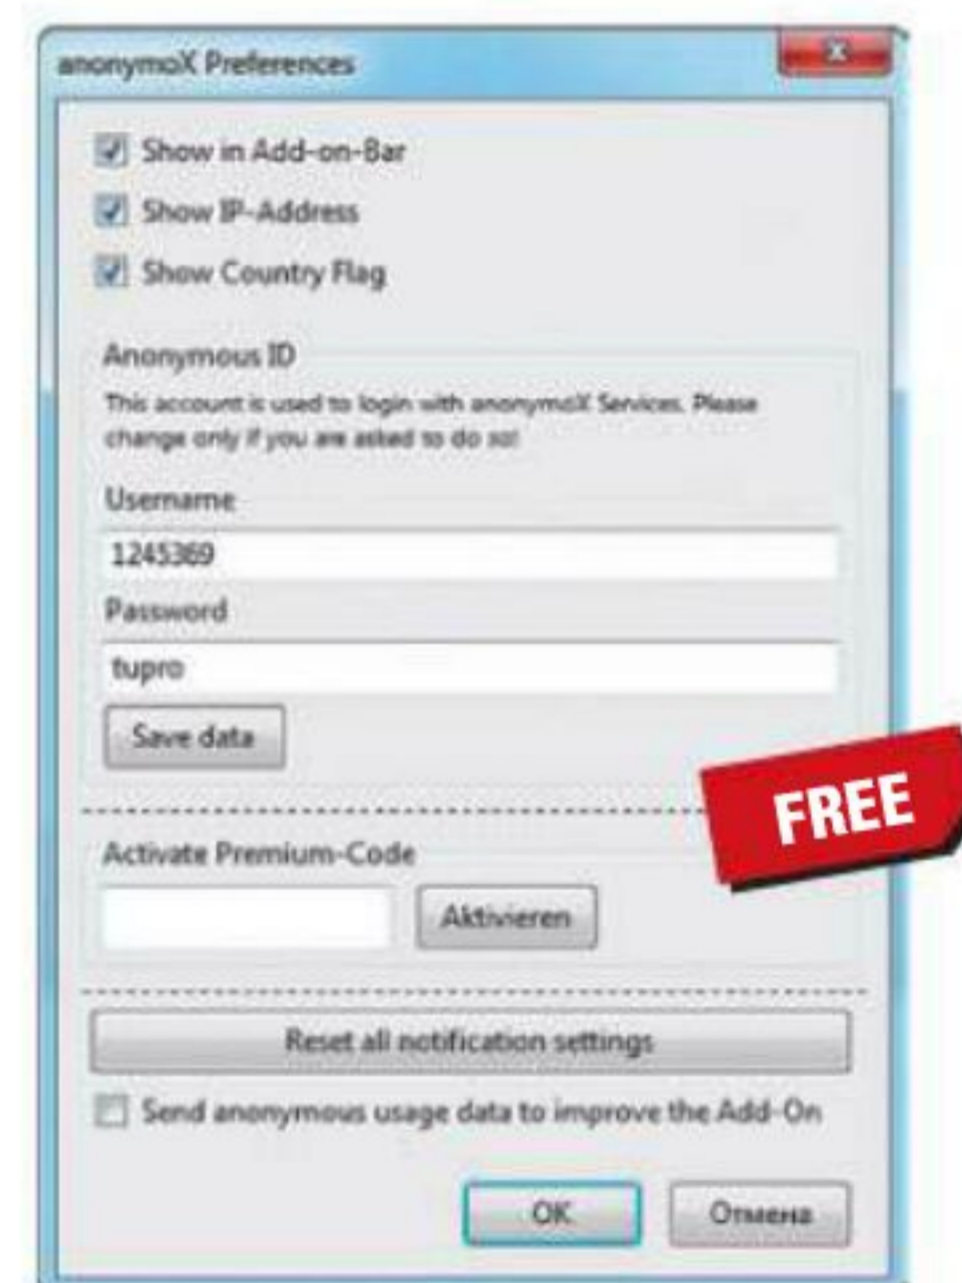 anonymoX Preferences
Show in Add-on-Bar
Show IP-Address
Show Country Flag
Anonymous ID
This account is used to login with anonymoX Services. Please
change only if you are asked to do so!
Username
1245369
Password
tupro
Save data
FREE
Activate Premium-Code
Aktivieren
Reset all notification settings
Send anonymous usage data to improve the Add-On
OK
Отмена